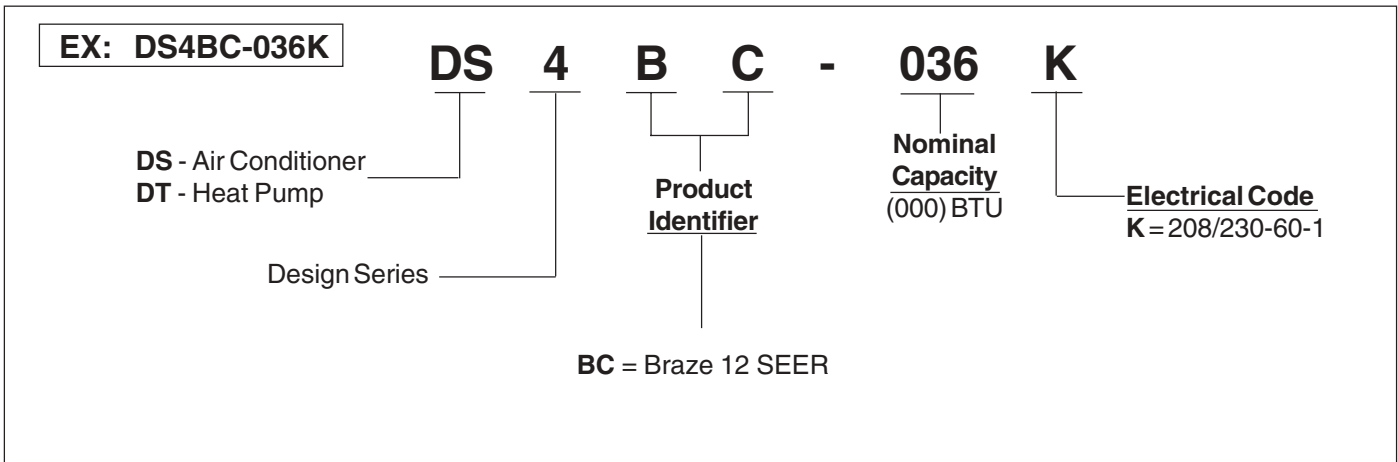 EX: DS4BC-036K
DS 4 B C - 036 K
DS - Air Conditioner
DT - Heat Pump
Design Series
Product
Identifier
BC = Braze 12 SEER
Nominal
Capacity
(000) BTU
Electrical Code
K = 208/230-60-1